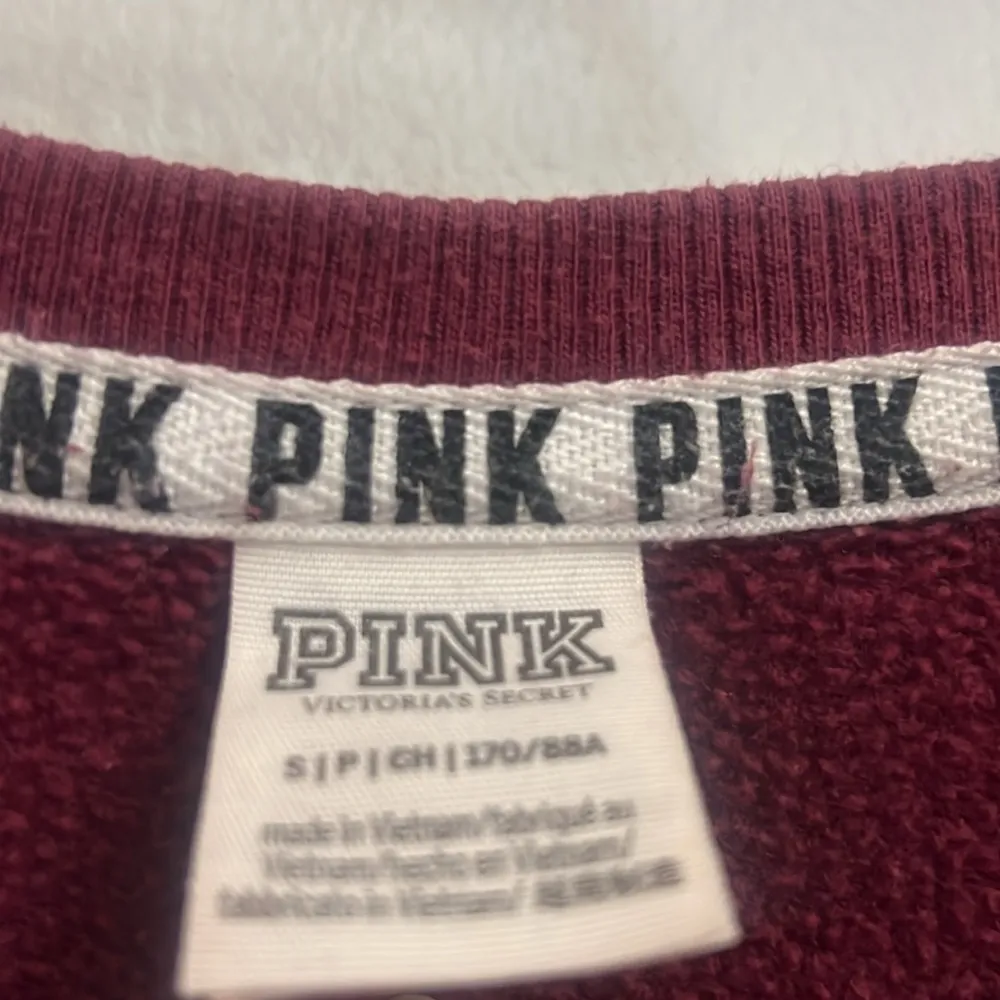 NK PINK PINK
PINK
VICTORIA'S SECRET
S | P | CH | 170/88A
made in Vietnam/fabriqué au
Vietnam/hecho en Vietnam/
fabbricato in Vietnam/